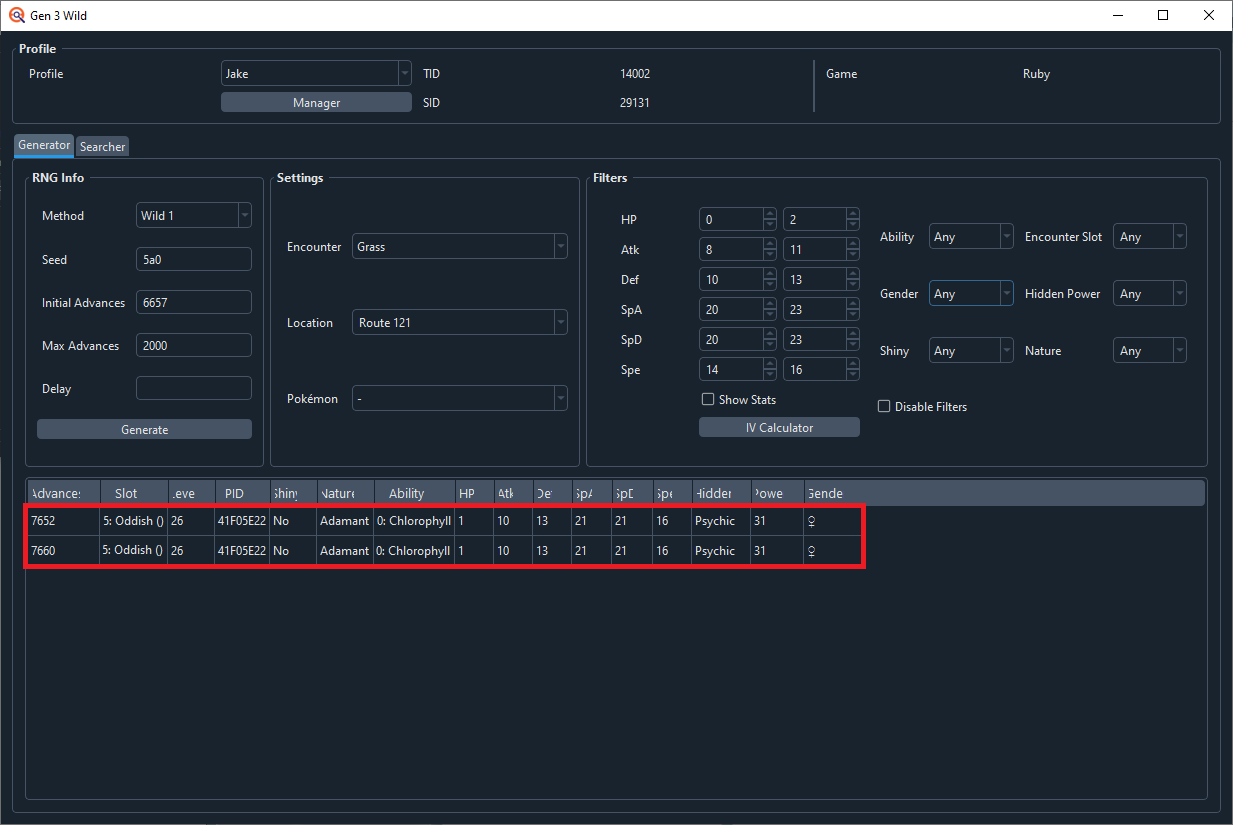 Gen 3 Wild
Profile
Profile Jake TID 14002 Game Ruby
Manager SID 29131
Generator Searcher
RNG Info Settings Filters
Method Wild 1
Seed 5a0
Initial Advances 6657
Max Advances 2000
Delay
Generate
Encounter Grass
Location Route 121
Pokémon -
HP 0 2
Atk 8 11
Def 10 13
SpA 20 23
SpD 20 23
Spe 14 16
Show Stats
IV Calculator
Ability Any Encounter Slot Any
Gender Any Hidden Power Any
Shiny Any Nature Any
Disable Filters
Advances Slot Leve PID Shiny Nature Ability HP Atk De SpA SpD Spe Hidden Powe Gende
7652 5: Oddish () 26 41F05E22 No Adamant 0: Chlorophyll 1 10 13 21 21 16 Psychic 31 ♀
7660 5: Oddish () 26 41F05E22 No Adamant 0: Chlorophyll 1 10 13 21 21 16 Psychic 31 ♀